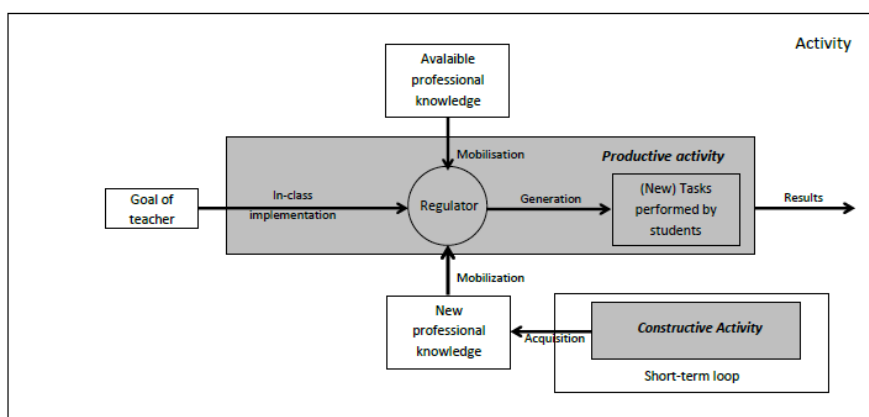 Activity
Avalaible
professional
knowledge
Mobilisation
Productive activity
Goal of
teacher
In-class
implementation
Regulator
Generation
(New) Tasks
performed by
students
Results
Mobilization
New
professional
knowledge
Acquisition
Constructive Activity
Short-term loop